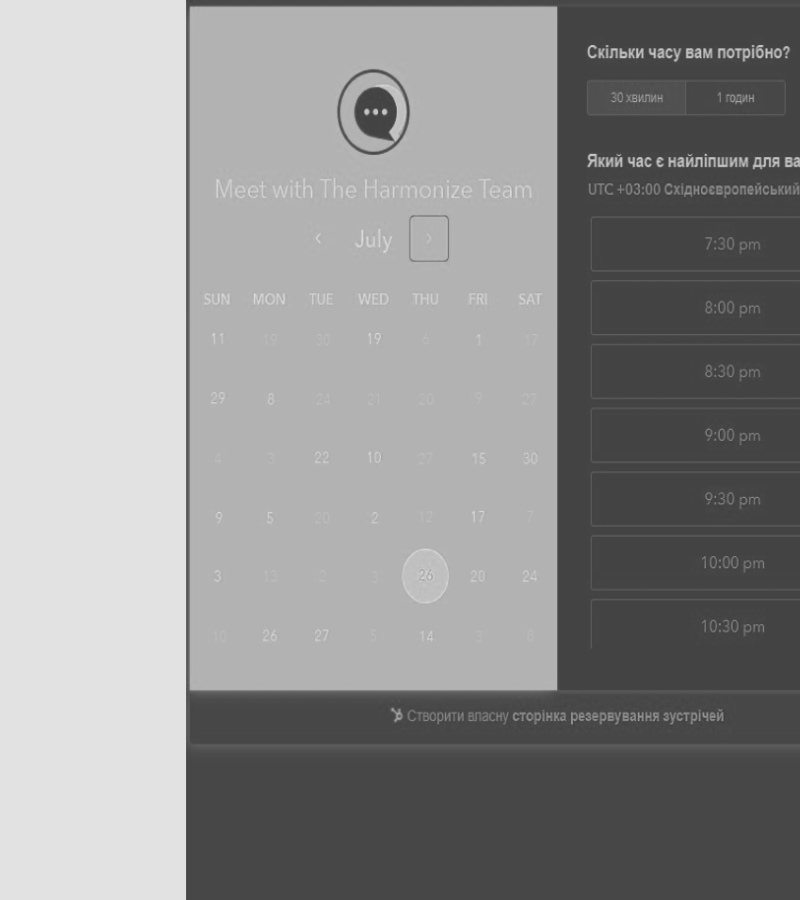 Meet with The Harmonize Team
July
SUN MON TUE WED THU FRI SAT
11 19 30 19 6 1 17
29 8 24 21 20 9 27
4 3 22 10 27 15 30
9 5 20 2 12 17 7
3 13 2 3 26 20 24
10 26 27 5 14 3 8
Скільки часу вам потрібно?
30 хвилин 1 годин
Який час є найліпшим для ва
UTC +03:00 Східноєвропейський
7:30 pm
8:00 pm
8:30 pm
9:00 pm
9:30 pm
10:00 pm
10:30 pm
Створити власну сторінка резервування зустрічей